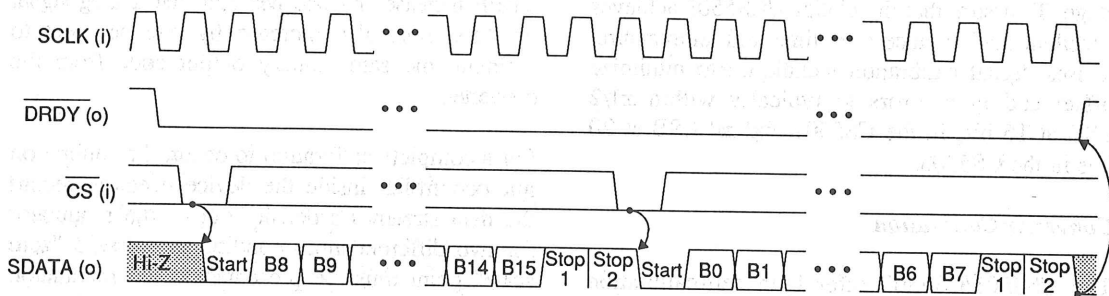 SCLK (i)
DRDY (o)
CS (i)
SDATA (o)
Hi-Z Start B8 B9 B14 B15 Stop 1 Stop 2 Start B0 B1 B6 B7 Stop 1 Stop 2